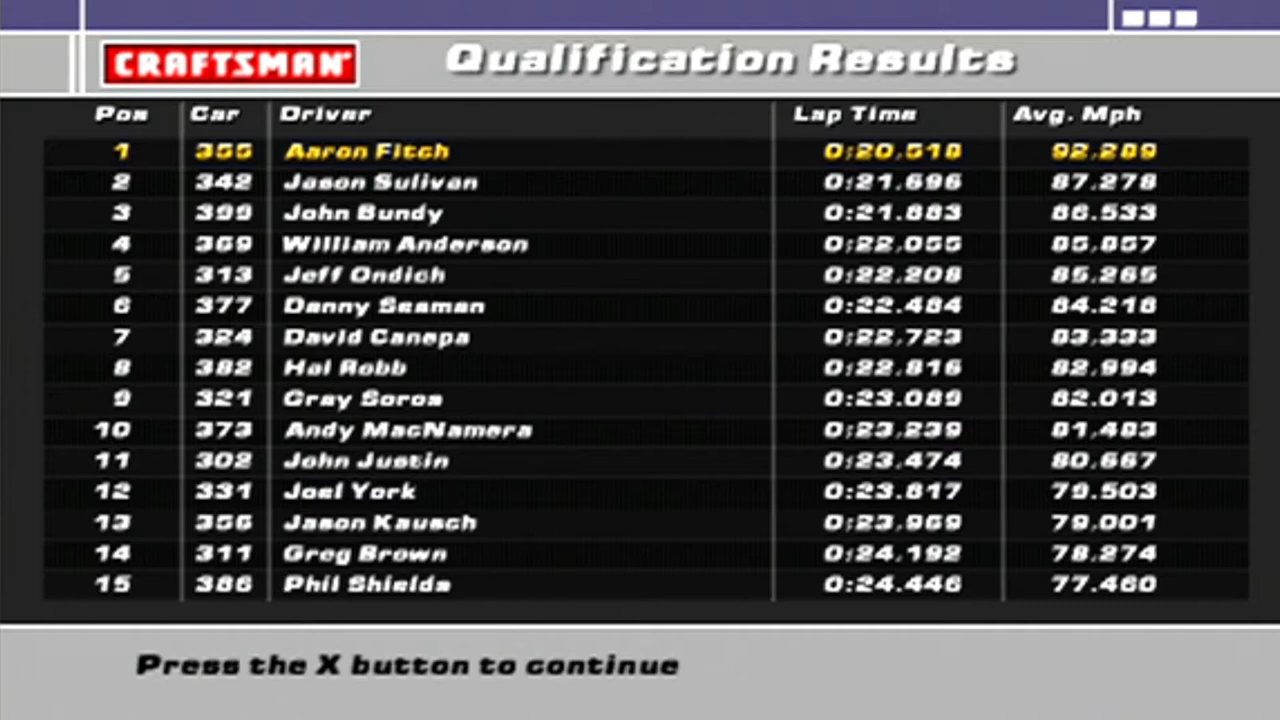 CRAFTSMAN
Qualification Results
Pos Car Driver Lap Time Avg. Mph
1 355 Aaron Fitch 0:20.518 92.289
2 342 Jason Sulivan 0:21.696 87.278
3 399 John Bundy 0:21.883 86.533
4 369 William Anderson 0:22.055 85.857
5 313 Jeff Ondich 0:22.208 85.265
6 377 Danny Seaman 0:22.484 84.218
7 324 David Canepa 0:22.723 83.333
8 382 Hal Robb 0:22.816 82.994
9 321 Gray Soros 0:23.089 82.013
10 373 Andy MacNamera 0:23.239 81.483
11 302 John Justin 0:23.474 80.667
12 331 Joel York 0:23.817 79.503
13 356 Jason Kausch 0:23.969 79.001
14 311 Greg Brown 0:24.192 78.274
15 386 Phil Shields 0:24.446 77.460
Press the X button to continue